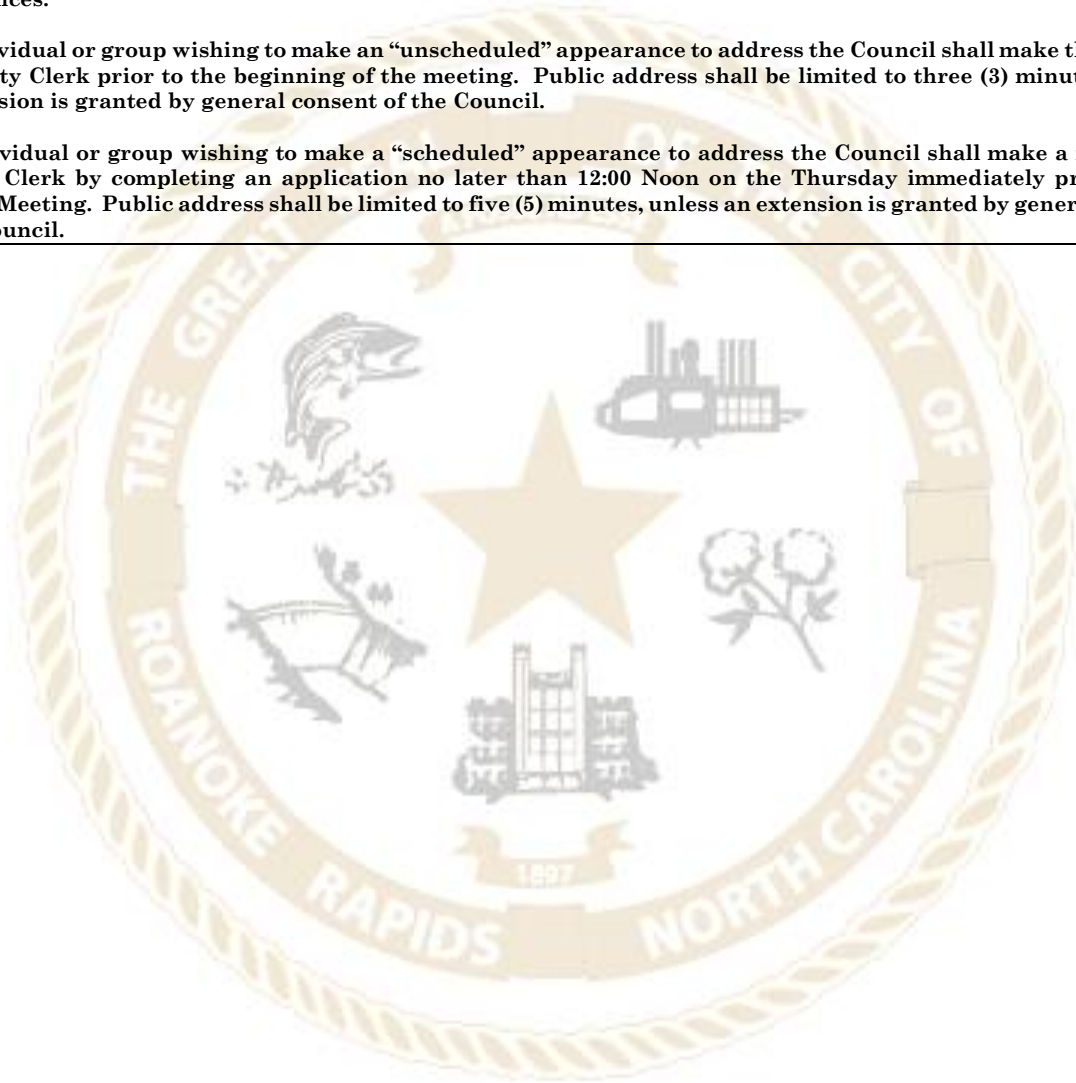 nces.
vidual or group wishing to make an “unscheduled” appearance to address the Council shall make th
ty Clerk prior to the beginning of the meeting. Public address shall be limited to three (3) minut
sion is granted by general consent of the Council.
vidual or group wishing to make a “scheduled” appearance to address the Council shall make a
Clerk by completing an application no later than 12:00 Noon on the Thursday immediately pr
Meeting. Public address shall be limited to five (5) minutes, unless an extension is granted by gener
ouncil.
THE GREAT OF THE CITY OF
1897
ROANOKE RAPIDS NORTH CAROLINA